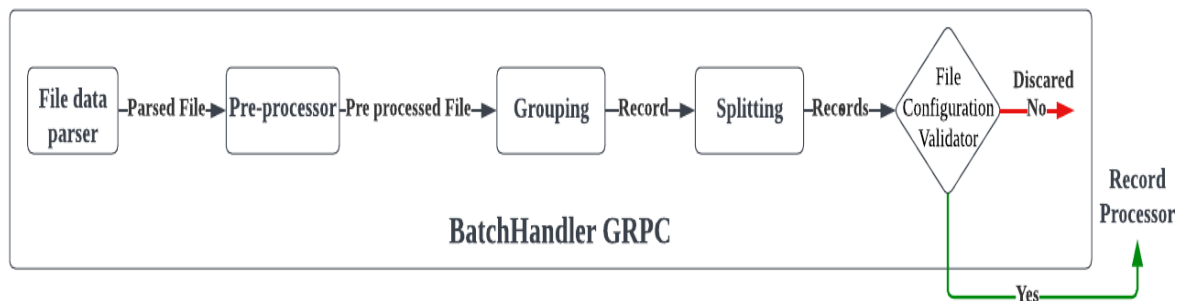 File data
parser
Parsed File
Pre-processor
Pre processed File
Grouping
Record
Splitting
Records
File
Configuration
Validator
Discared
No
Record
Processor
BatchHandler GRPC
Yes